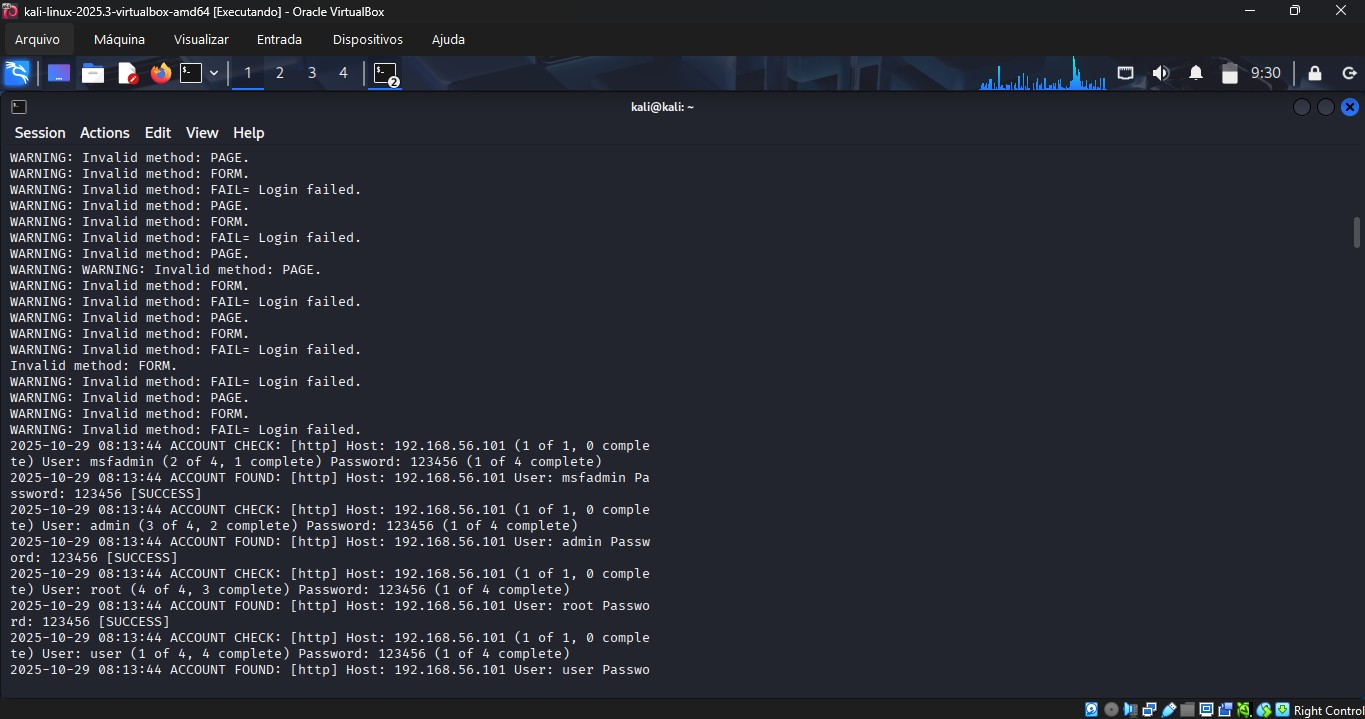 kali-linux-2025.3-virtualbox-amd64 [Executando] - Oracle VirtualBox
Arquivo Máquina Visualizar Entrada Dispositivos Ajuda
1 2 3 4 2 9:30
kali@kali: ~
Session Actions Edit View Help
WARNING: Invalid method: PAGE.
WARNING: Invalid method: FORM.
WARNING: Invalid method: FAIL= Login failed.
WARNING: Invalid method: PAGE.
WARNING: Invalid method: FORM.
WARNING: Invalid method: FAIL= Login failed.
WARNING: Invalid method: PAGE.
WARNING: WARNING: Invalid method: PAGE.
WARNING: Invalid method: FORM.
WARNING: Invalid method: FAIL= Login failed.
WARNING: Invalid method: PAGE.
WARNING: Invalid method: FORM.
WARNING: Invalid method: FAIL= Login failed.
Invalid method: FORM.
WARNING: Invalid method: FAIL= Login failed.
WARNING: Invalid method: PAGE.
WARNING: Invalid method: FORM.
WARNING: Invalid method: FAIL= Login failed.
2025-10-29 08:13:44 ACCOUNT CHECK: [http] Host: 192.168.56.101 (1 of 1, 0 comple
te) User: msfadmin (2 of 4, 1 complete) Password: 123456 (1 of 4 complete)
2025-10-29 08:13:44 ACCOUNT FOUND: [http] Host: 192.168.56.101 User: msfadmin Pa
ssword: 123456 [SUCCESS]
2025-10-29 08:13:44 ACCOUNT CHECK: [http] Host: 192.168.56.101 (1 of 1, 0 comple
te) User: admin (3 of 4, 2 complete) Password: 123456 (1 of 4 complete)
2025-10-29 08:13:44 ACCOUNT FOUND: [http] Host: 192.168.56.101 User: admin Passw
ord: 123456 [SUCCESS]
2025-10-29 08:13:44 ACCOUNT CHECK: [http] Host: 192.168.56.101 (1 of 1, 0 comple
te) User: root (4 of 4, 3 complete) Password: 123456 (1 of 4 complete)
2025-10-29 08:13:44 ACCOUNT FOUND: [http] Host: 192.168.56.101 User: root Passwo
rd: 123456 [SUCCESS]
2025-10-29 08:13:44 ACCOUNT CHECK: [http] Host: 192.168.56.101 (1 of 1, 0 comple
te) User: user (1 of 4, 4 complete) Password: 123456 (1 of 4 complete)
2025-10-29 08:13:44 ACCOUNT FOUND: [http] Host: 192.168.56.101 User: user Passwo
Right Control